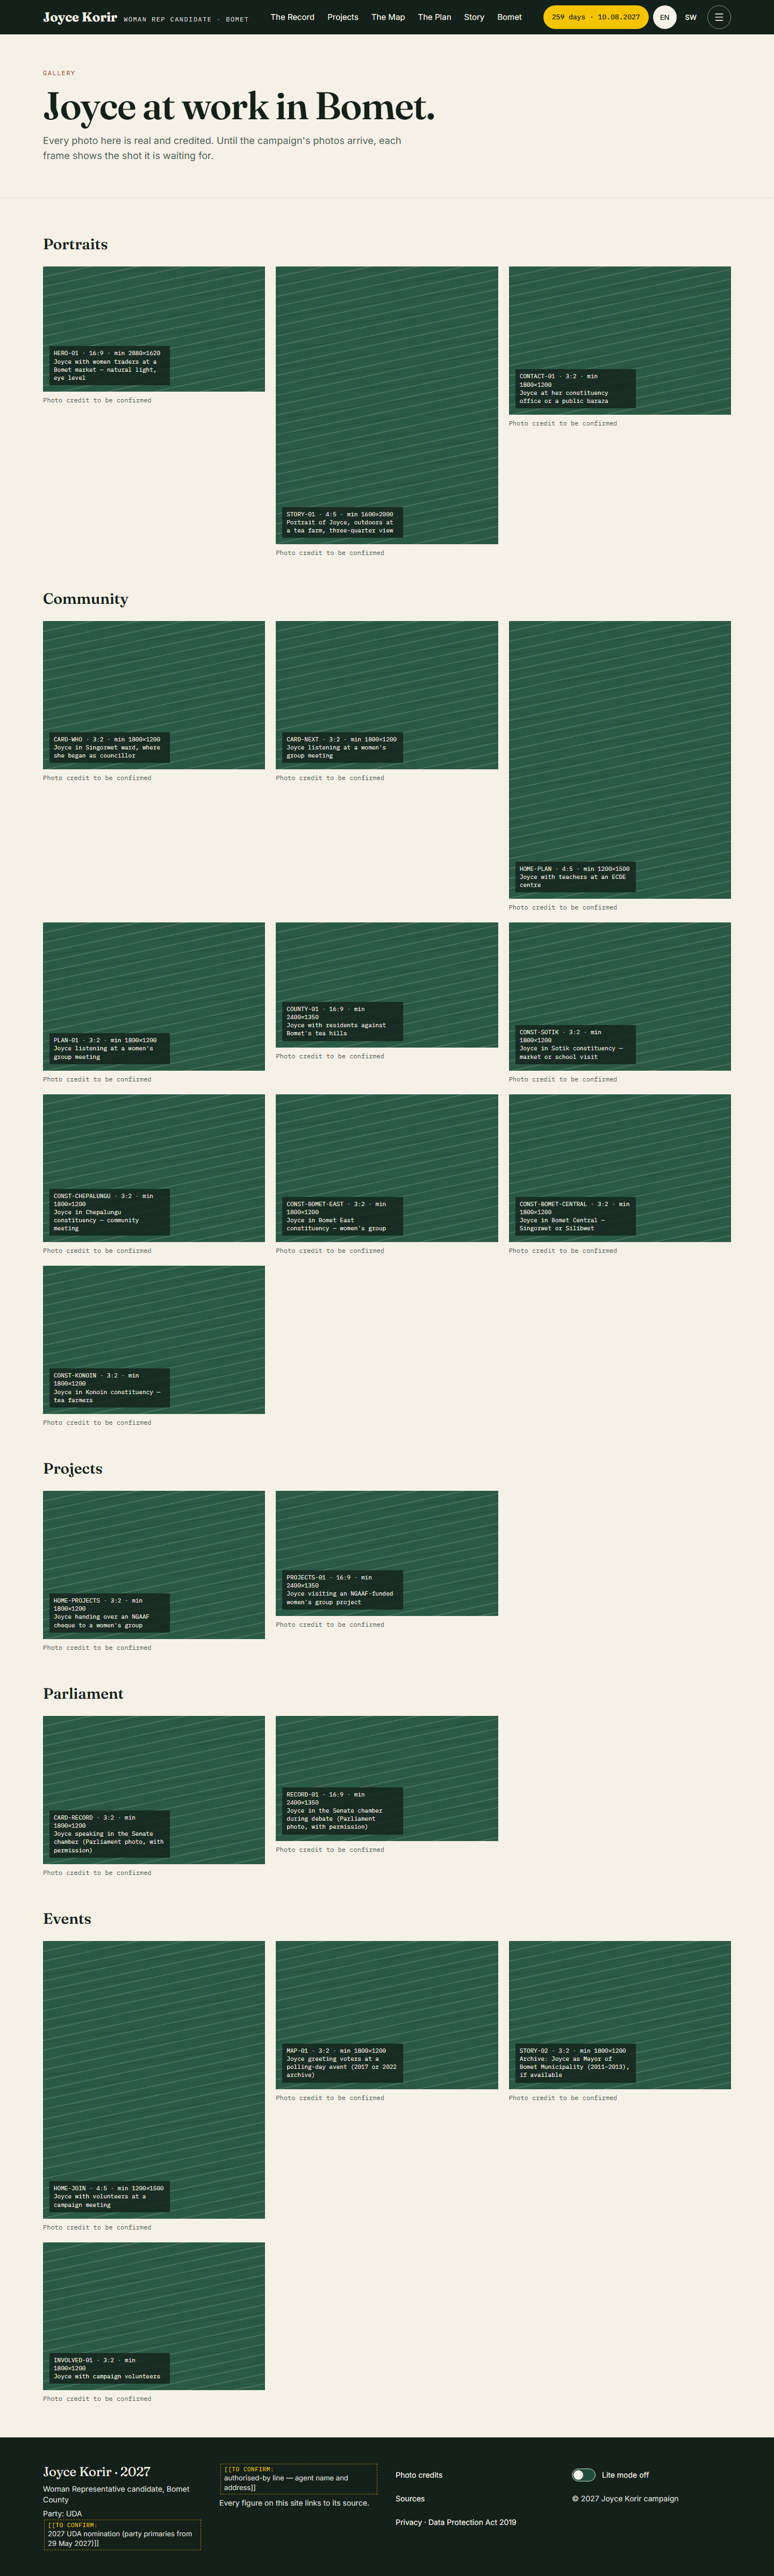 Joyce Korir WOMAN REP CANDIDATE · BOMET The Record Projects The Map The Plan Story Bomet 259 days · 10.08.2027 EN SW
GALLERY
Joyce at work in Bomet.
Every photo here is real and credited. Until the campaign's photos arrive, each
frame shows the shot it is waiting for.
Portraits
HERO-01 · 16:9 · min 2880×1620
Joyce with women traders at a
Bomet market — natural light,
eye level
Photo credit to be confirmed
STORY-01 · 4:5 · min 1600×2000
Portrait of Joyce, outdoors at
a tea farm, three-quarter view
Photo credit to be confirmed
CONTACT-01 · 3:2 · min
1800×1200
Joyce at her constituency
office or a public baraza
Photo credit to be confirmed
Community
CARD-WHO · 3:2 · min 1800×1200
Joyce in Singorwet ward, where
she began as councillor
Photo credit to be confirmed
CARD-NEXT · 3:2 · min 1800×1200
Joyce listening at a women's
group meeting
Photo credit to be confirmed
HOME-PLAN · 4:5 · min 1200×1500
Joyce with teachers at an ECDE
centre
Photo credit to be confirmed
PLAN-01 · 3:2 · min 1800×1200
Joyce listening at a women's
group meeting
Photo credit to be confirmed
COUNTY-01 · 16:9 · min
2400×1350
Joyce with residents against
Bomet's tea hills
Photo credit to be confirmed
CONST-SOTIK · 3:2 · min
1800×1200
Joyce in Sotik constituency —
market or school visit
Photo credit to be confirmed
CONST-CHEPALUNGU · 3:2 · min
1800×1200
Joyce in Chepalungu
constituency — community
meeting
Photo credit to be confirmed
CONST-BOMET-EAST · 3:2 · min
1800×1200
Joyce in Bomet East
constituency — women's group
Photo credit to be confirmed
CONST-BOMET-CENTRAL · 3:2 · min
1800×1200
Joyce in Bomet Central —
Singorwet or Silibwet
Photo credit to be confirmed
CONST-KONOIN · 3:2 · min
1800×1200
Joyce in Konoin constituency —
tea farmers
Photo credit to be confirmed
Projects
HOME-PROJECTS · 3:2 · min
1800×1200
Joyce handing over an NGAAF
cheque to a women's group
Photo credit to be confirmed
PROJECTS-01 · 16:9 · min
2400×1350
Joyce visiting an NGAAF-funded
women's group project
Photo credit to be confirmed
Parliament
CARD-RECORD · 3:2 · min
1800×1200
Joyce speaking in the Senate
chamber (Parliament photo, with
permission)
Photo credit to be confirmed
RECORD-01 · 16:9 · min
2400×1350
Joyce in the Senate chamber
during debate (Parliament
photo, with permission)
Photo credit to be confirmed
Events
HOME-JOIN · 4:5 · min 1200×1500
Joyce with volunteers at a
campaign meeting
Photo credit to be confirmed
MAP-01 · 3:2 · min 1800×1200
Joyce greeting voters at a
polling-day event (2017 or 2022
archive)
Photo credit to be confirmed
STORY-02 · 3:2 · min 1800×1200
Archive: Joyce as Mayor of
Bomet Municipality (2011–2013),
if available
Photo credit to be confirmed
INVOLVED-01 · 3:2 · min
1800×1200
Joyce with campaign volunteers
Photo credit to be confirmed
Joyce Korir · 2027
Woman Representative candidate, Bomet
County
Party: UDA
[[TO CONFIRM:
2027 UDA nomination (party primaries from
29 May 2027)]]
[[TO CONFIRM:
authorised-by line — agent name and
address]]
Every figure on this site links to its source.
Photo credits
Sources
Privacy · Data Protection Act 2019
Lite mode off
© 2027 Joyce Korir campaign